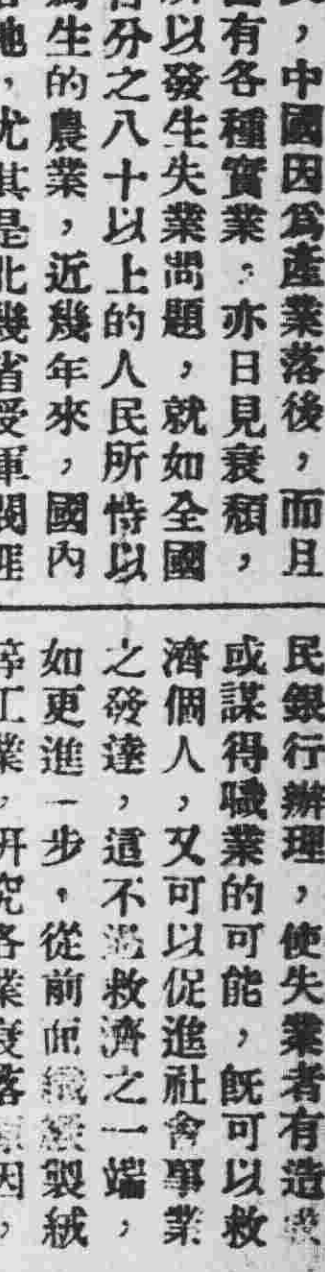 ，中國因爲產業落後，而且
有各種實業。亦日見衰頹，
以發生失業問題，就如全國
分之八十以上的人民所恃以
生的農業，近幾年來，國內
地，尤其是北幾省受軍閥
民銀行辦理，使失業者有造
或謀得職業的可能，既可以救
濟個人，又可以促進社會事業
之發達，這不過救濟之一端，
如更進一步，從前 製絨
等工業，研究各業衰落原因，